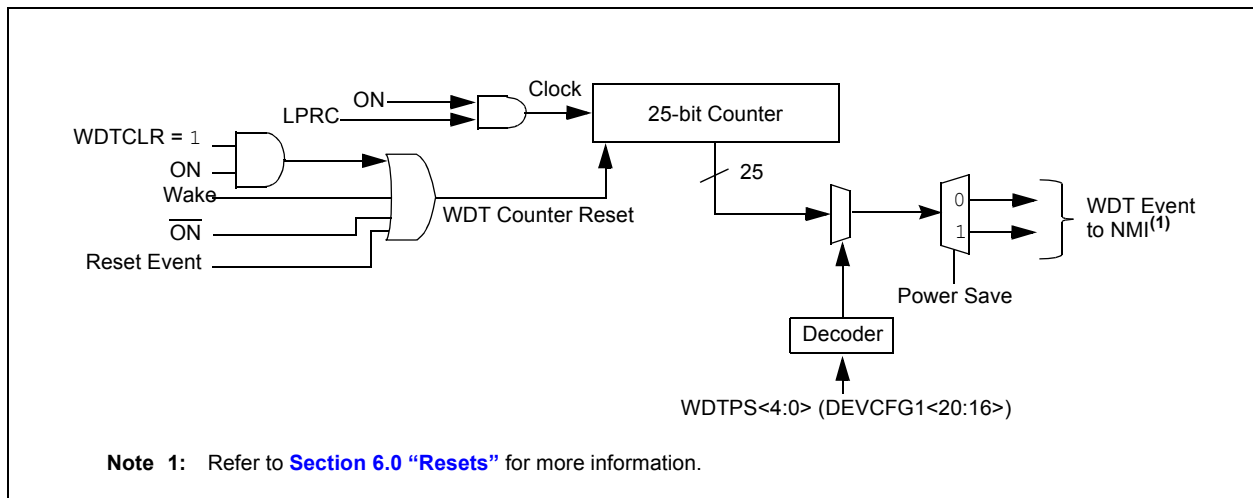 Clock
ON
LPRC
25-bit Counter
WDTCLR = 1
ON
Wake
ON
Reset Event
WDT Counter Reset
25
0
1
WDT Event
to NMI(1)
Power Save
Decoder
WDTPS<4:0> (DEVCFG1<20:16>)
Note 1: Refer to Section 6.0 “Resets” for more information.